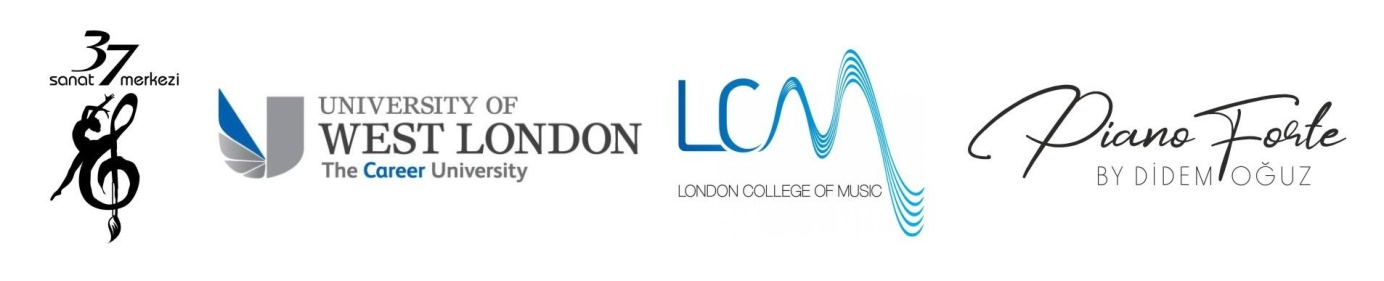 37
sanat merkezi
UNIVERSITY OF
WEST LONDON
The Career University
LCM
LONDON COLLEGE OF MUSIC
Piano Forte
BY DİDEM OĞUZ